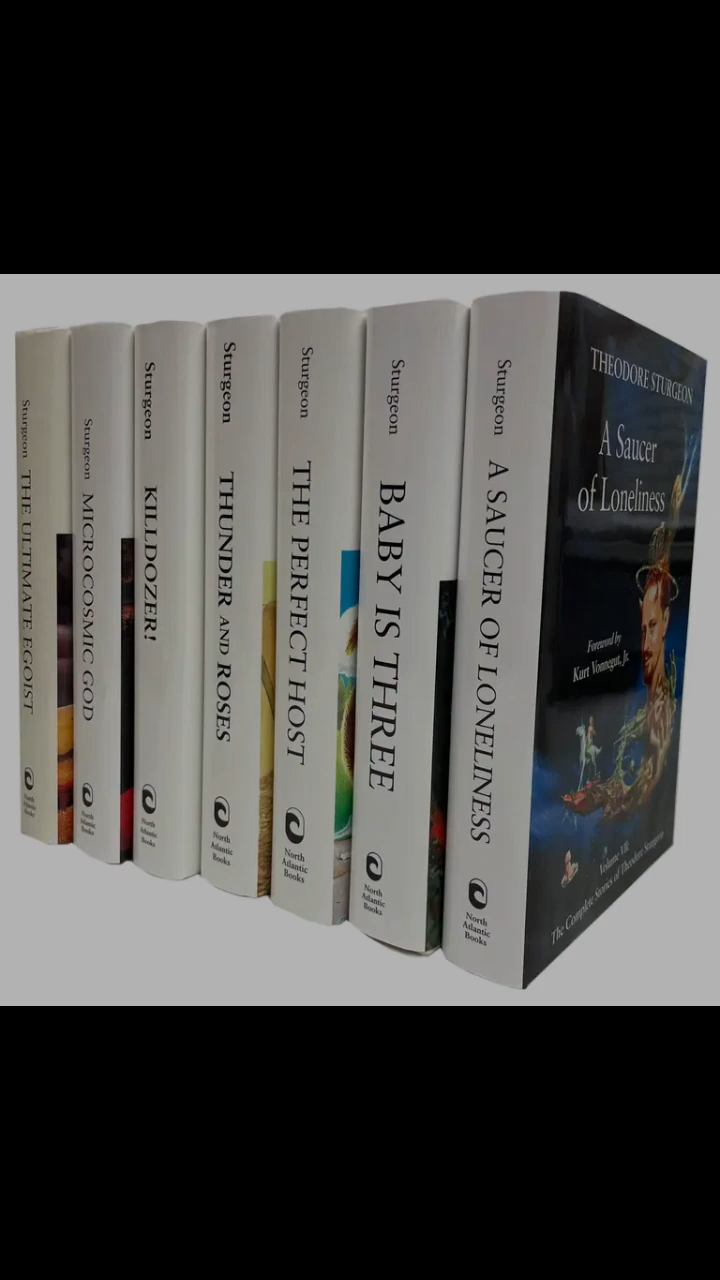 Sturgeon THE ULTIMATE EGOIST
North
Atlantic
Books
Sturgeon MICROCOSMIC GOD
North
Atlantic
Books
Sturgeon KILLDOZER!
North
Atlantic
Books
Sturgeon THUNDER AND ROSES
North
Atlantic
Books
Sturgeon THE PERFECT HOST
North
Atlantic
Books
Sturgeon BABY IS THREE
North
Atlantic
Books
Sturgeon A SAUCER OF LONELINESS
North
Atlantic
Books
THEODORE STURGEON
A Saucer
of Loneliness
Foreword by
Kurt Vonnegut, Jr.
Volume VII:
The Complete Stories of Theodore Sturgeon